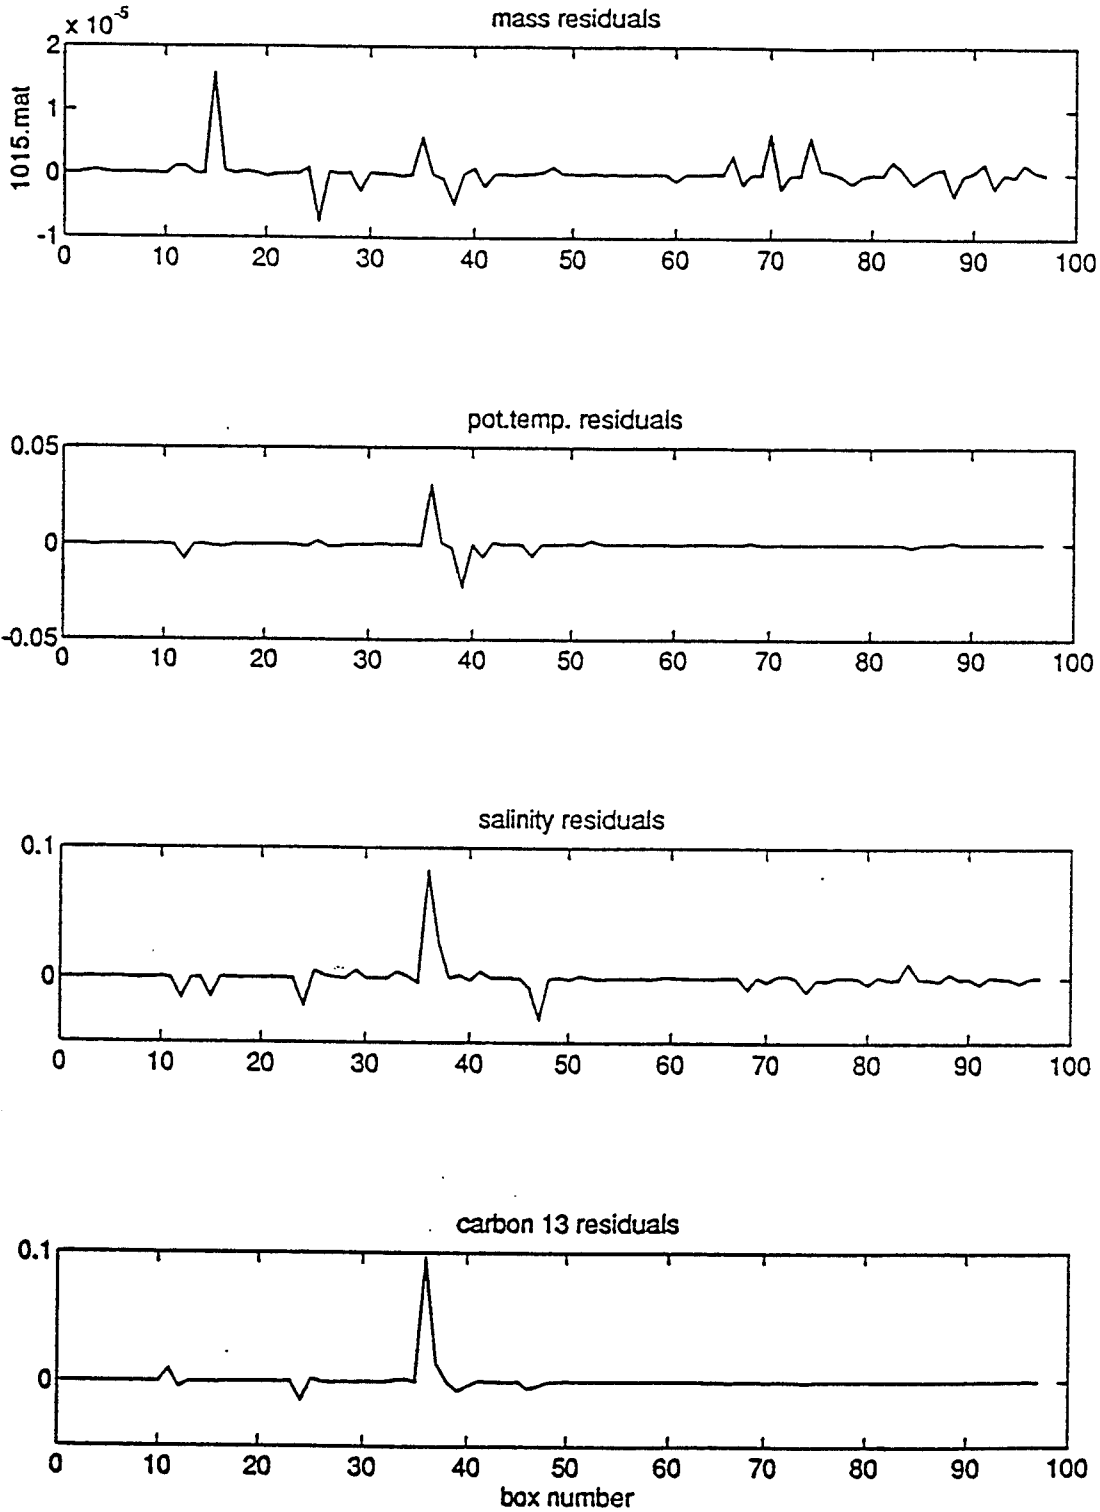 mass residuals
x 10-5
2
1
0
-1
1015.mat
0 10 20 30 40 50 60 70 80 90 100
pot.temp. residuals
0.05
0
-0.05
0 10 20 30 40 50 60 70 80 90 100
salinity residuals
0.1
0
0 10 20 30 40 50 60 70 80 90 100
carbon 13 residuals
0.1
0
0 10 20 30 40 50 60 70 80 90 100
box number